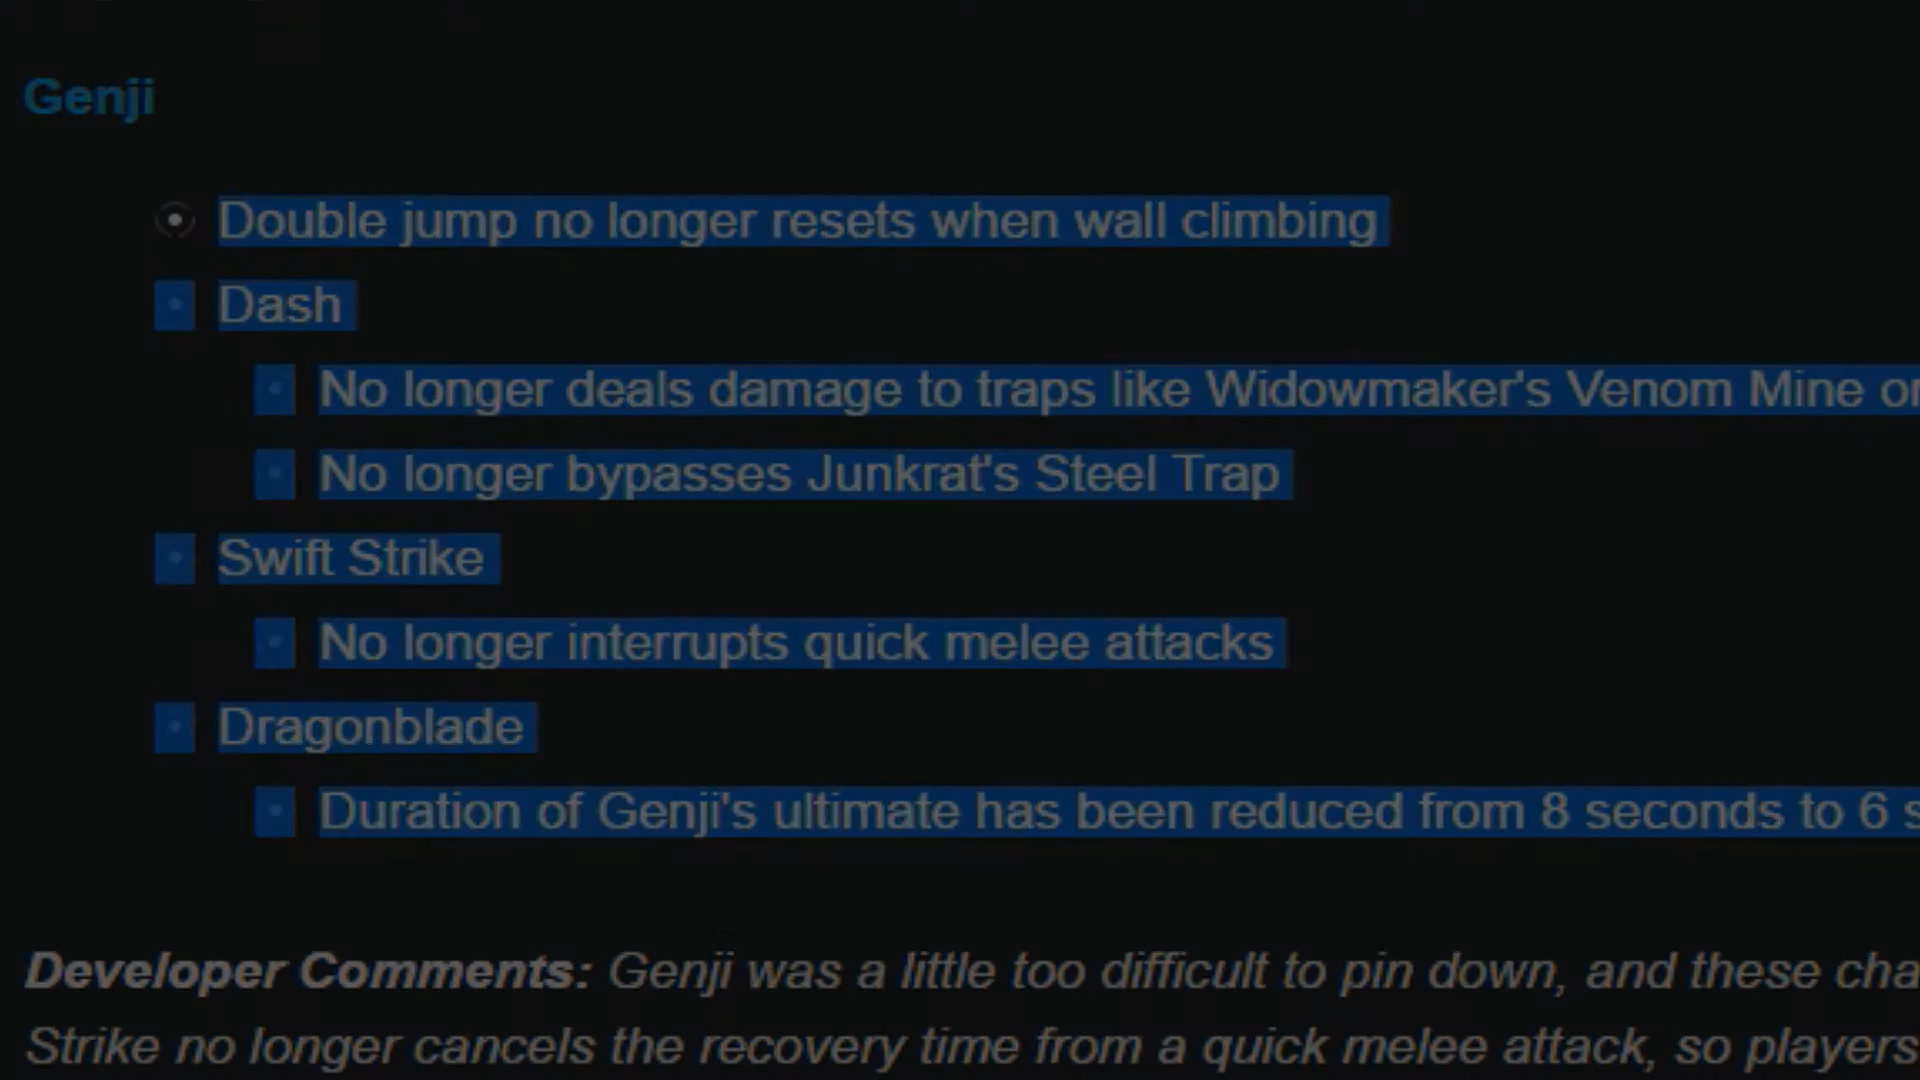 Genji
Double jump no longer resets when wall climbing
Dash
No longer deals damage to traps like Widowmaker's Venom Mine or
No longer bypasses Junkrat's Steel Trap
Swift Strike
No longer interrupts quick melee attacks
Dragonblade
Duration of Genji's ultimate has been reduced from 8 seconds to 6 s
Developer Comments: Genji was a little too difficult to pin down, and these cha
Strike no longer cancels the recovery time from a quick melee attack, so players